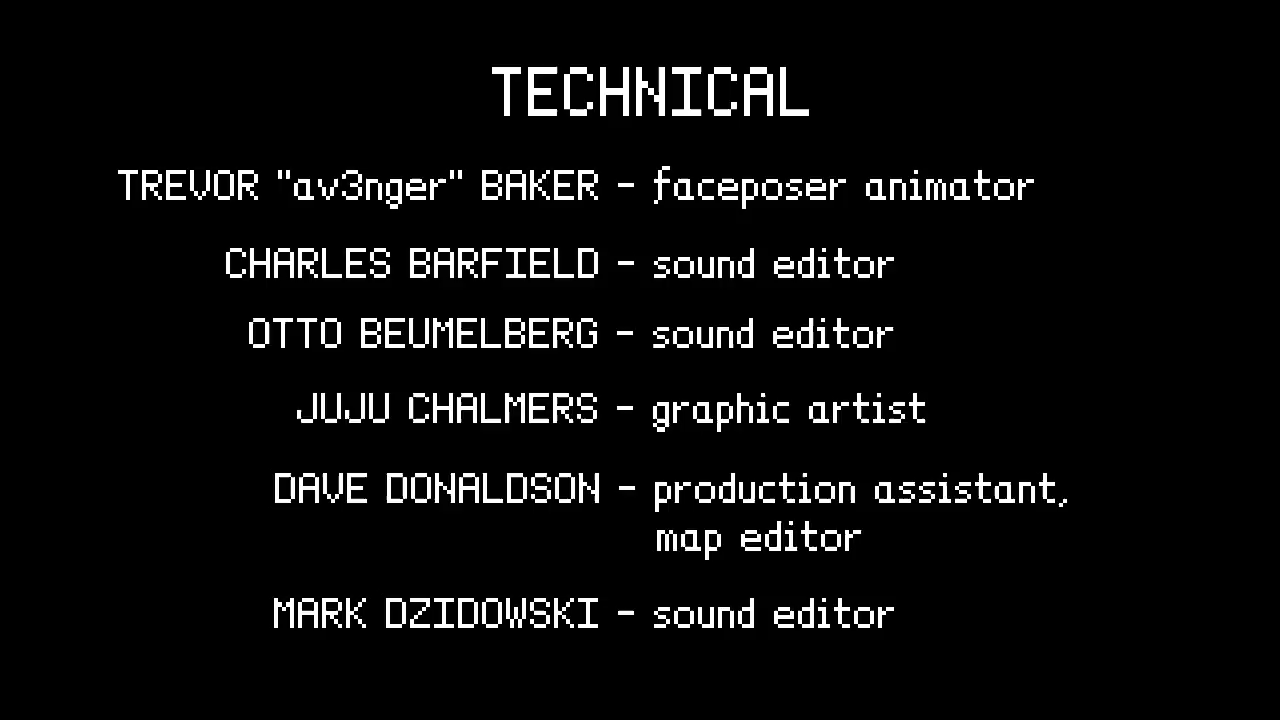 TECHNICAL
TREVOR "av3nger" BAKER - faceposer animator
CHARLES BARFIELD - sound editor
OTTO BEUMELBERG - sound editor
JUJU CHALMERS - graphic artist
DAVE DONALDSON - production assistant,
map editor
MARK DZIDOWSKI - sound editor